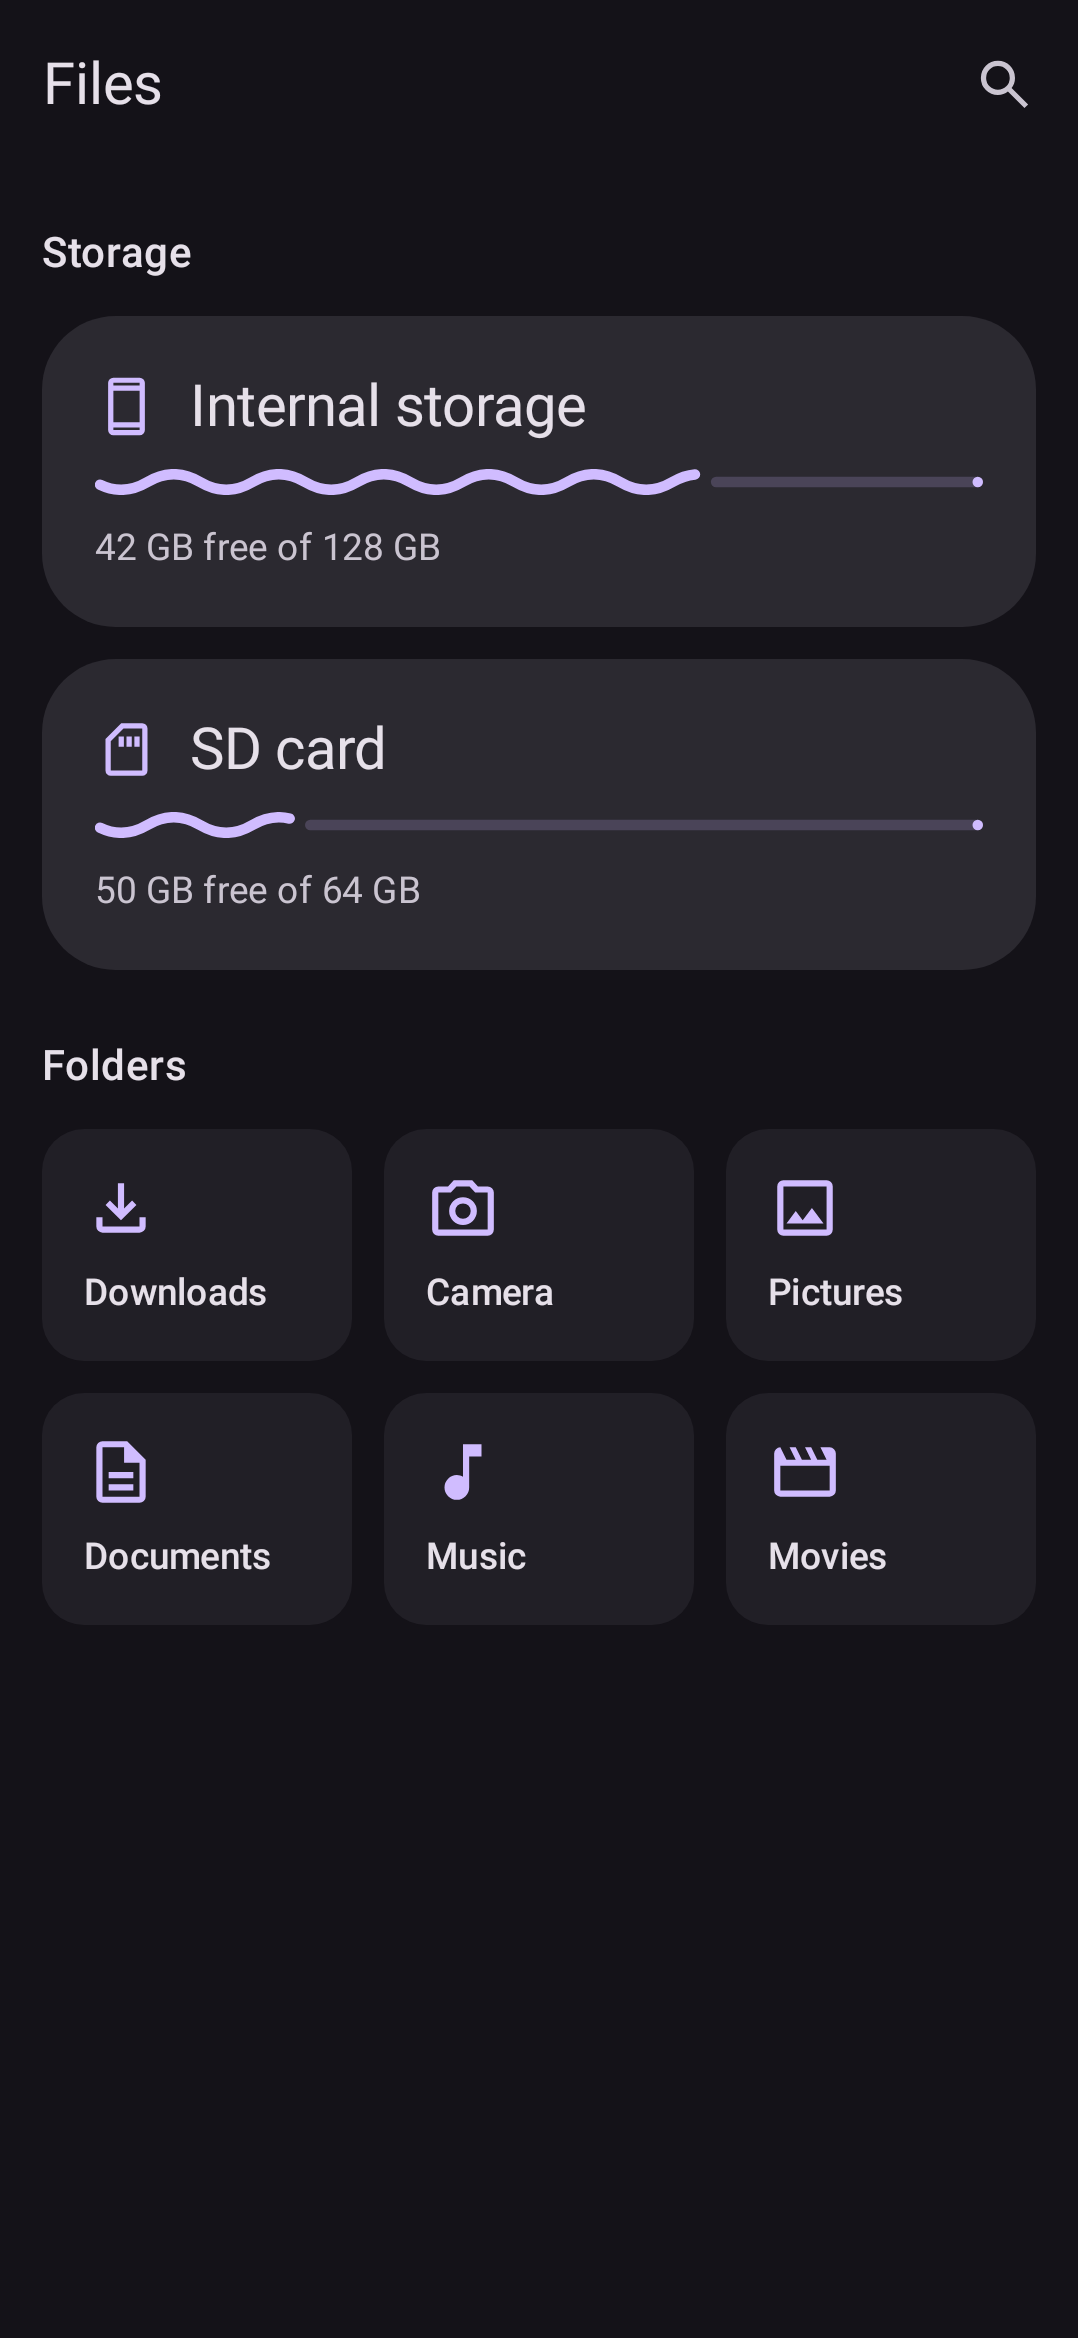 Files
Storage
Internal storage
42 GB free of 128 GB
SD card
50 GB free of 64 GB
Folders
Downloads
Camera
Pictures
Documents
Music
Movies